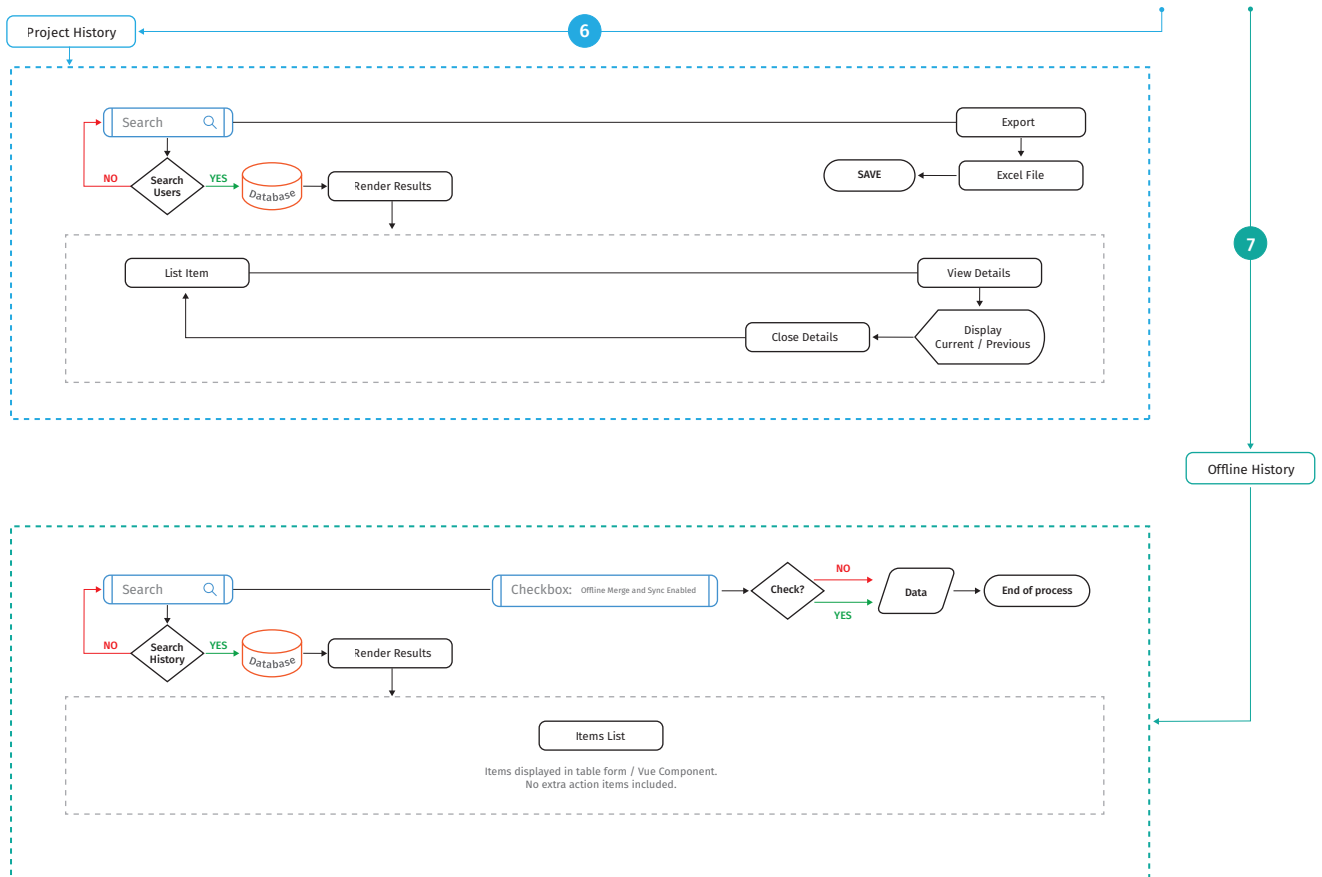 Project History
6
Search
Export
NO
Search
Users
YES
Database
Render Results
SAVE
Excel File
7
List Item
View Details
Close Details
Display
Current / Previous
Offline History
Search
Checkbox: Offline Merge and Sync Enabled
Check?
NO
YES
Data
End of process
NO
Search
History
YES
Database
Render Results
Items List
Items displayed in table form / Vue Component.
No extra action items included.